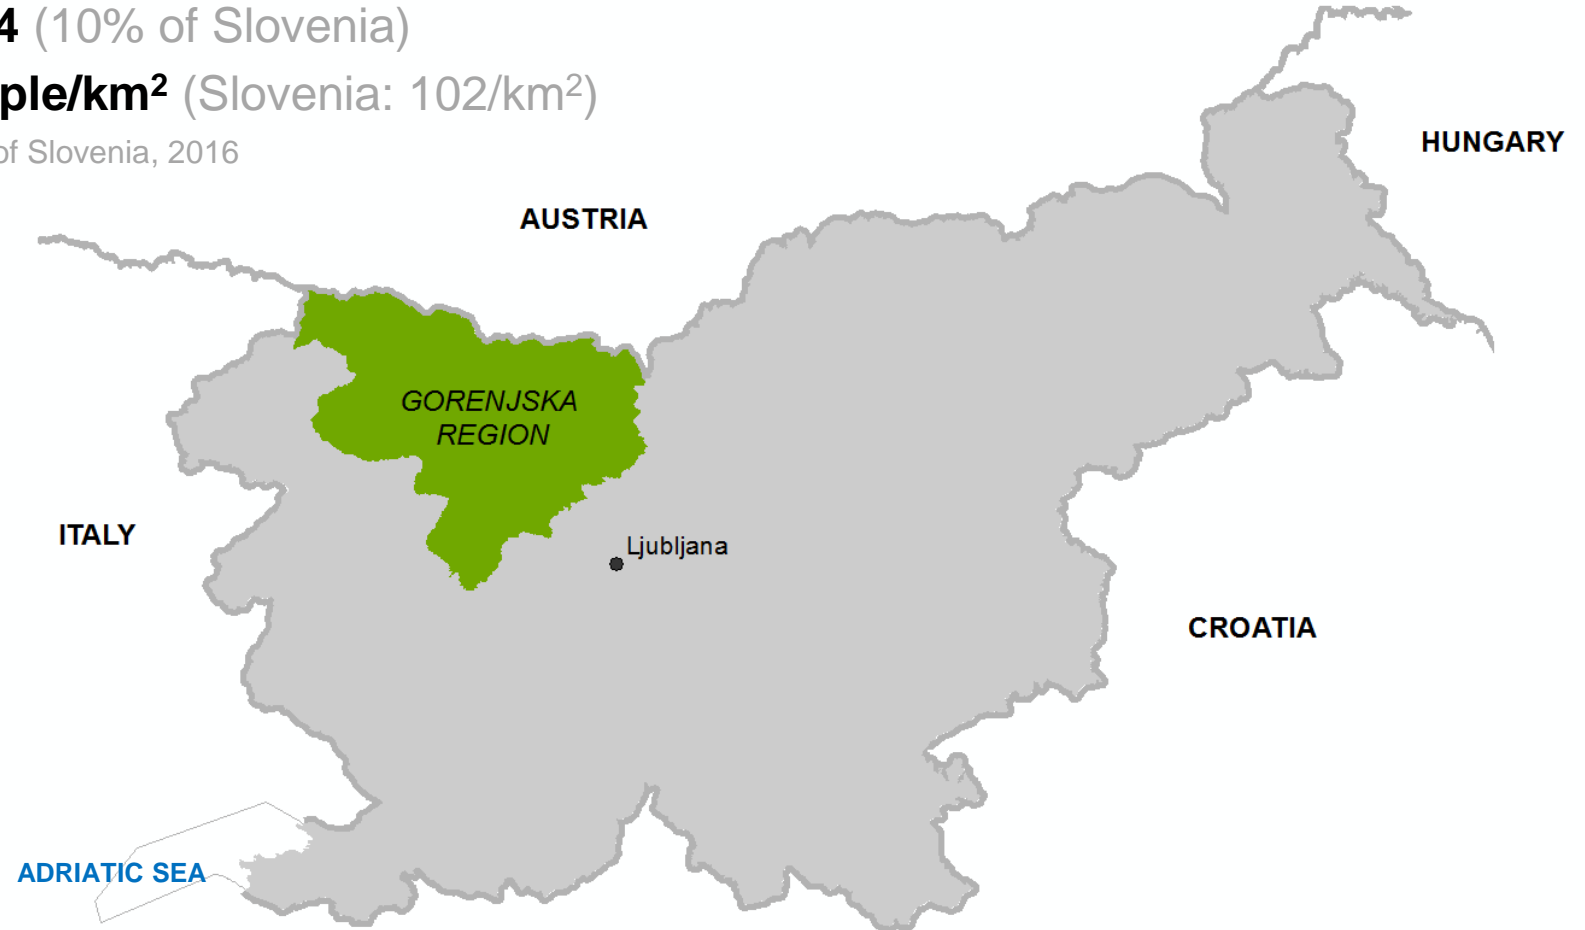 4 (10% of Slovenia)
ple/km² (Slovenia: 102/km²)
of Slovenia, 2016
HUNGARY
AUSTRIA
GORENJSKA
REGION
ITALY
Ljubljana
CROATIA
ADRIATIC SEA